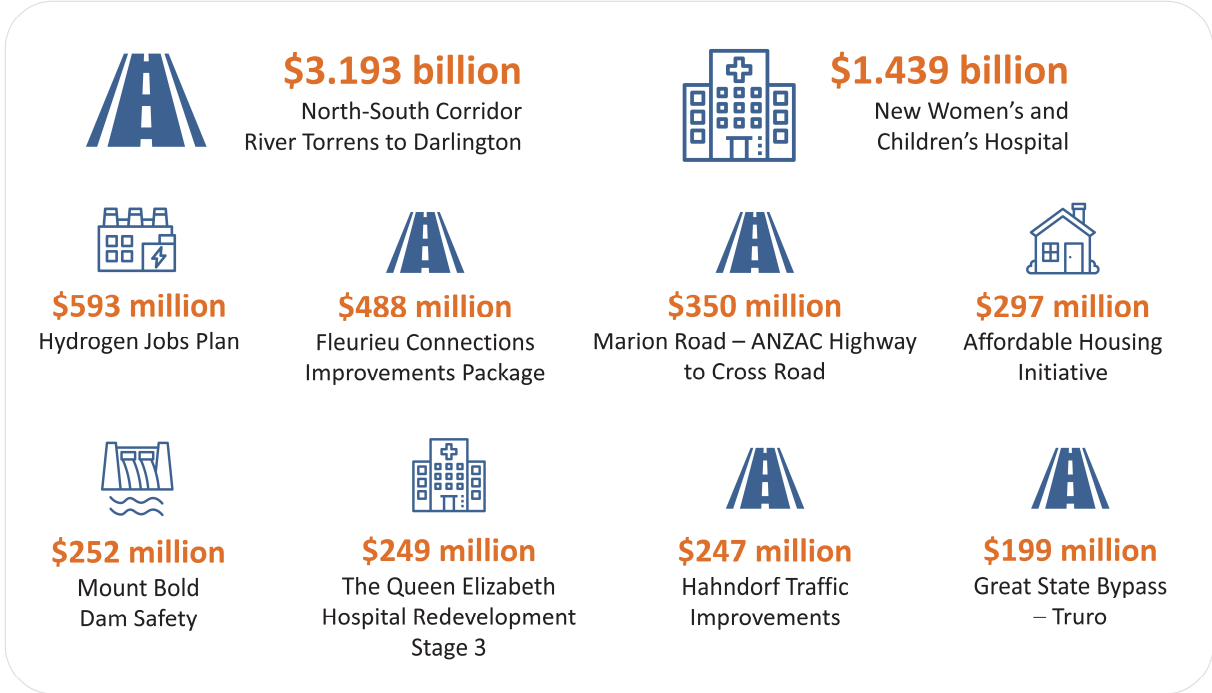 $3.193 billion
North-South Corridor
River Torrens to Darlington
$1.439 billion
New Women’s and
Children’s Hospital
$593 million
Hydrogen Jobs Plan
$488 million
Fleurieu Connections
Improvements Package
$350 million
Marion Road – ANZAC Highway
to Cross Road
$297 million
Affordable Housing
Initiative
$252 million
Mount Bold
Dam Safety
$249 million
The Queen Elizabeth
Hospital Redevelopment
Stage 3
$247 million
Hahndorf Traffic
Improvements
$199 million
Great State Bypass
– Truro